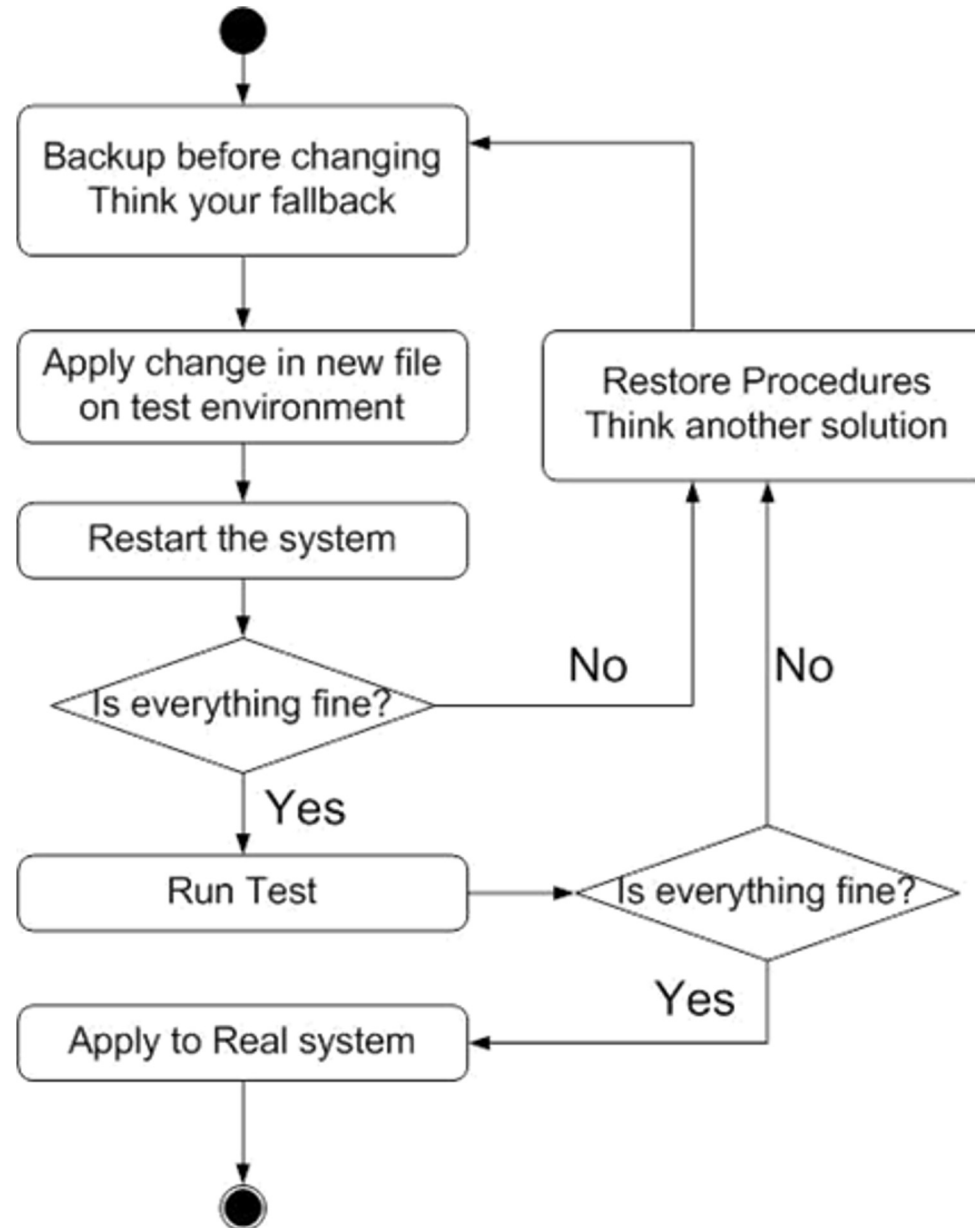 Backup before changing
Think your fallback
Apply change in new file
on test environment
Restore Procedures
Think another solution
Restart the system
Is everything fine?
No
No
Yes
Run Test
Is everything fine?
Yes
Apply to Real system